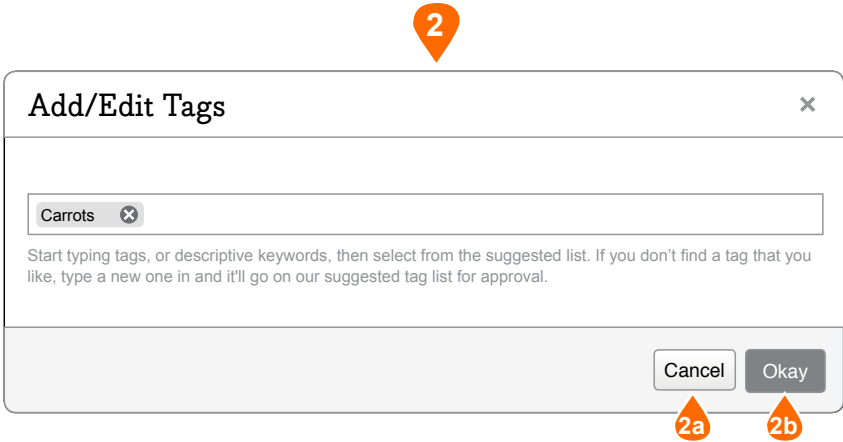 2
Add/Edit Tags ×
Carrots
Start typing tags, or descriptive keywords, then select from the suggested list. If you don’t find a tag that you
like, type a new one in and it'll go on our suggested tag list for approval.
Cancel Okay
2a 2b